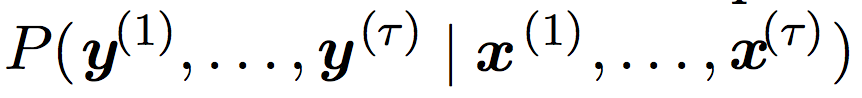 P(y^(1), . . . , y^(τ) | x^(1), . . . , x^(τ))